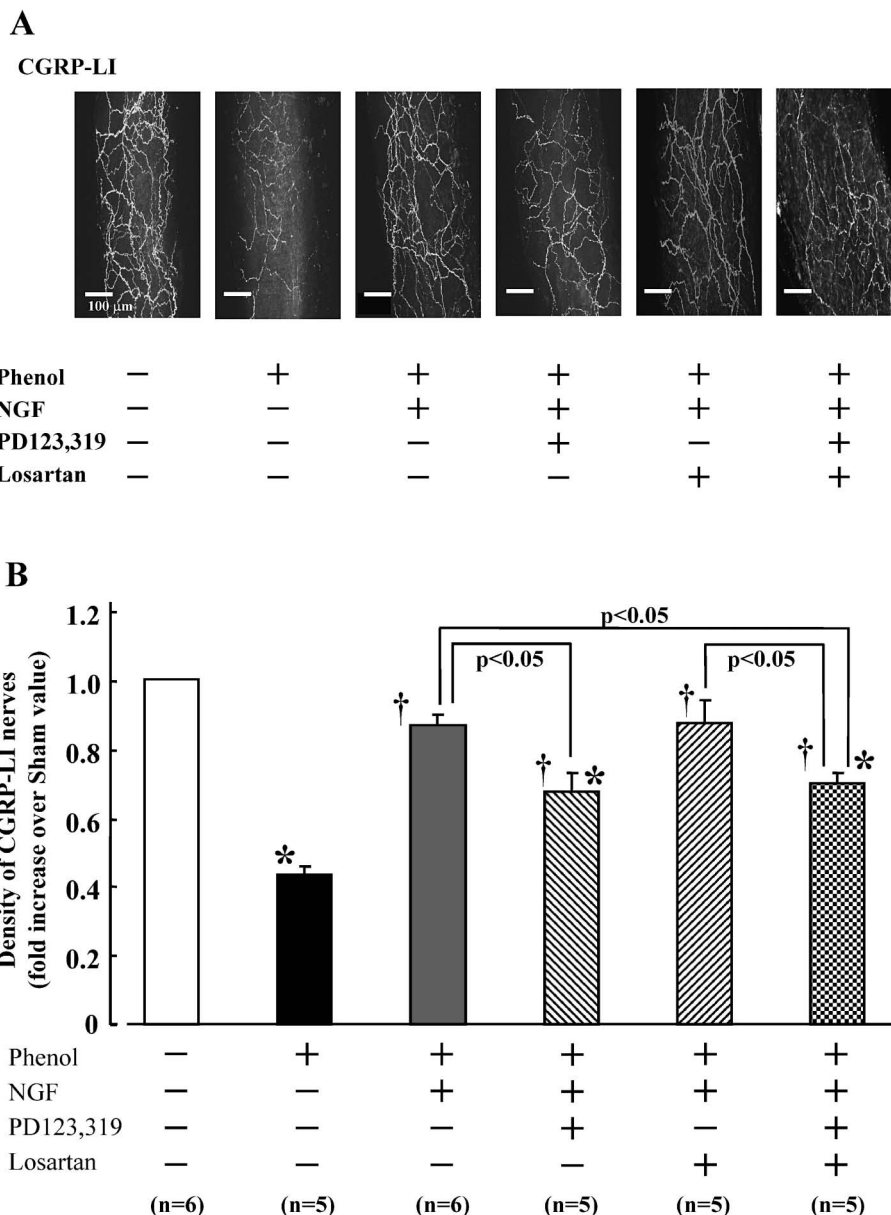 A
CGRP-LI
100 µm
Phenol − + + + + +
NGF − − + + + +
PD123,319 − − − + − +
Losartan − − − − + +
B
Density of CGRP-LI nerves
(fold increase over Sham value)
1.2
1.0
0.8
0.6
0.4
0.2
0
p<0.05
p<0.05
p<0.05
*
†
† *
†
† *
Phenol − + + + + +
NGF − − + + + +
PD123,319 − − − + − +
Losartan − − − − + +
(n=6) (n=5) (n=6) (n=5) (n=5) (n=5)